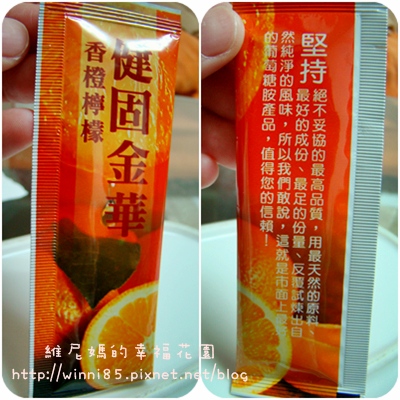 健固金華
香橙檸檬
堅持
絕不妥協的最高品質，用最天然的原料、
最好的成份、最足的份量、反覆試煉出自
然純淨的風味，所以我們敢說，這就是市面上最好
的葡萄糖胺產品，值得您的信賴！
維尼媽的幸福花園
http://winni85.pixnet.net/blog